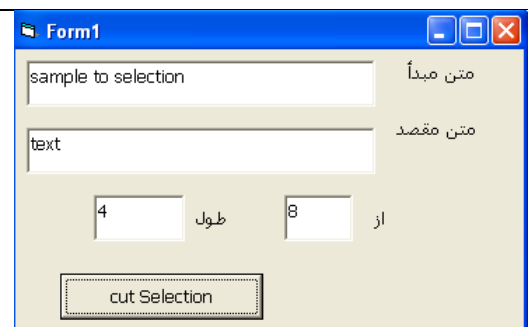 Form1
sample to selection
متن مبدأ
text
متن مقصد
4
طول
8
از
cut Selection